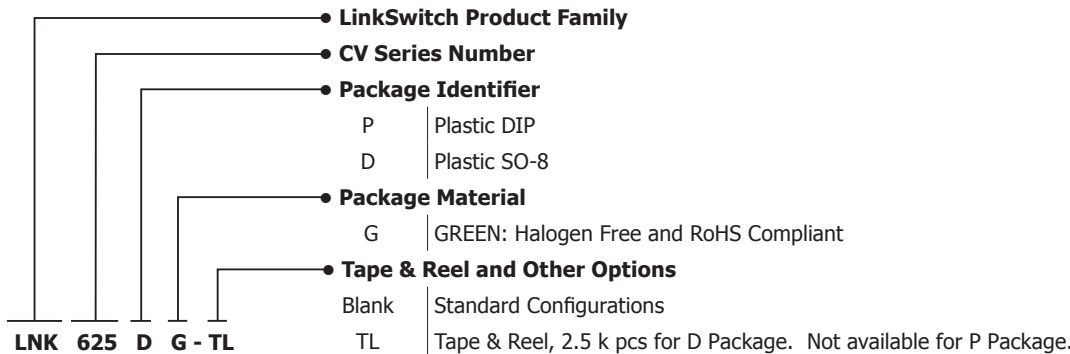 LinkSwitch Product Family
CV Series Number
Package Identifier
P Plastic DIP
D Plastic SO-8
Package Material
G GREEN: Halogen Free and RoHS Compliant
Tape & Reel and Other Options
Blank Standard Configurations
LNK 625 D G - TL
TL Tape & Reel, 2.5 k pcs for D Package. Not available for P Package.